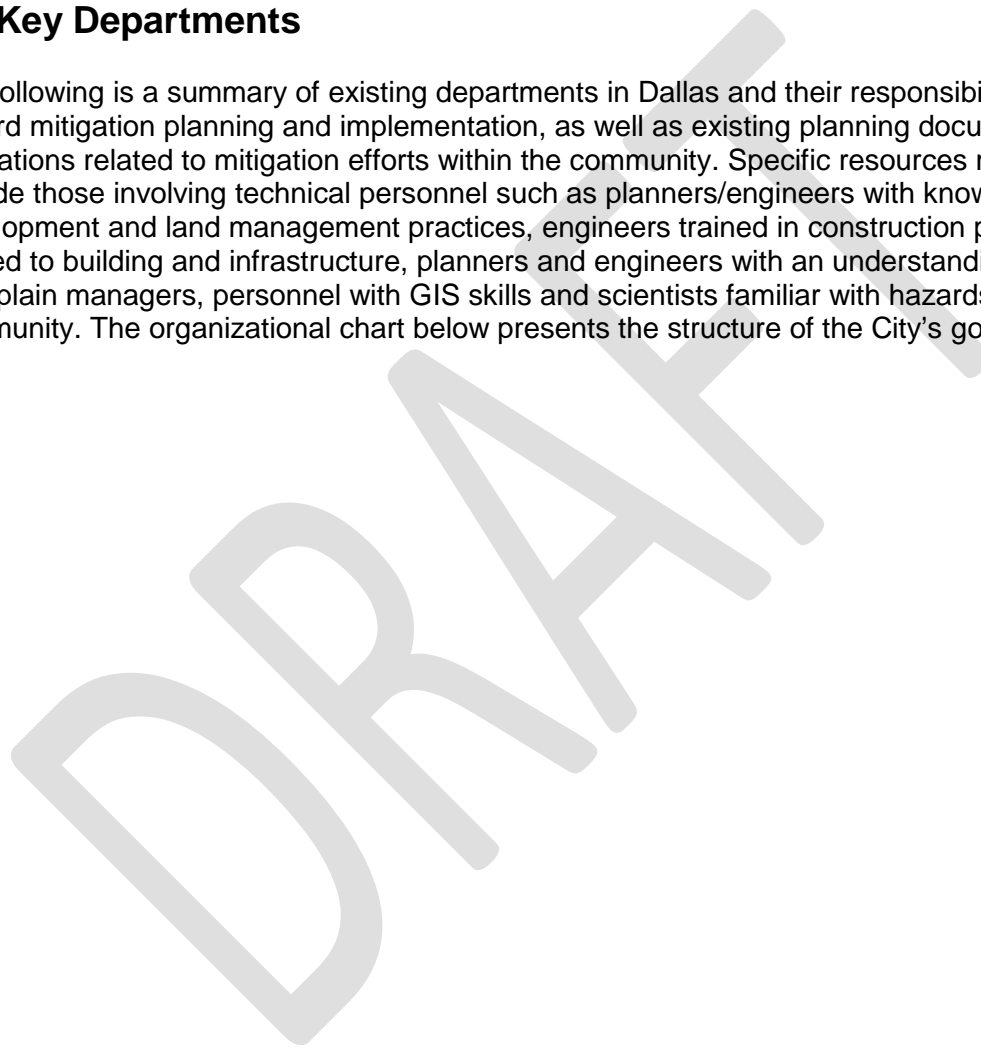 Key Departments
ollowing is a summary of existing departments in Dallas and their responsibi
rd mitigation planning and implementation, as well as existing planning docu
ations related to mitigation efforts within the community. Specific resources
de those involving technical personnel such as planners/engineers with know
lopment and land management practices, engineers trained in construction p
ed to building and infrastructure, planners and engineers with an understandi
plain managers, personnel with GIS skills and scientists familiar with hazards
munity. The organizational chart below presents the structure of the City’s go
DRAFT